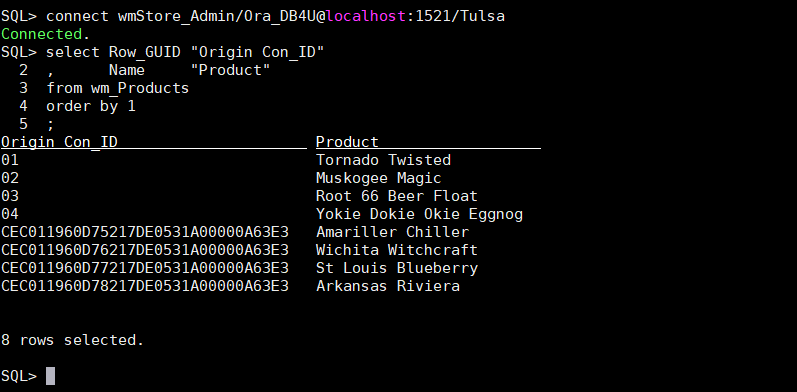 SQL> connect wmStore_Admin/Ora_DB4U@localhost:1521/Tulsa
Connected.
SQL> select Row_GUID "Origin Con_ID"
  2  ,      Name     "Product"
  3  from wm_Products
  4  order by 1
  5  ;
Origin Con_ID                      Product
01                                 Tornado Twisted
02                                 Muskogee Magic
03                                 Root 66 Beer Float
04                                 Yokie Dokie Okie Eggnog
CEC011960D75217DE0531A00000A63E3   Amariller Chiller
CEC011960D76217DE0531A00000A63E3   Wichita Witchcraft
CEC011960D77217DE0531A00000A63E3   St Louis Blueberry
CEC011960D78217DE0531A00000A63E3   Arkansas Riviera
8 rows selected.
SQL>